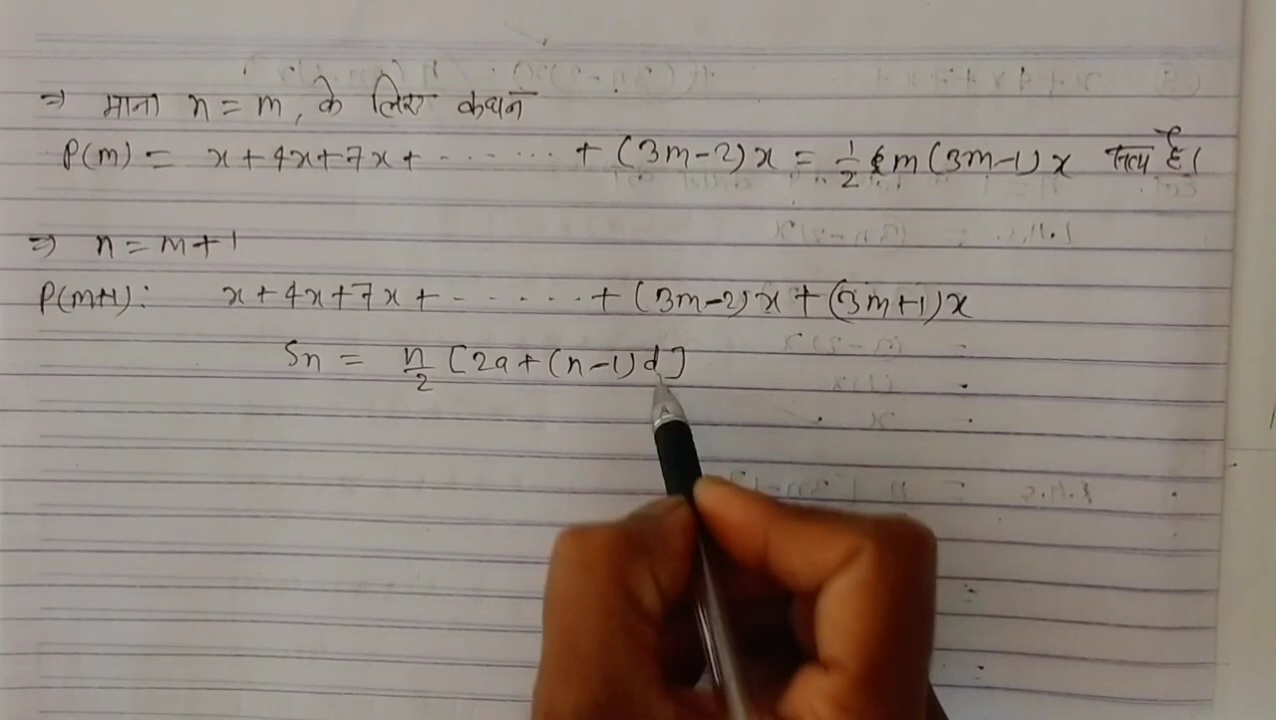 ⇒ माना n = m, के लिए कथन
P(m) = x + 4x + 7x + ....... + (3m-2)x = 1/2 m(3m-1)x सत्य है।
⇒ n = m+1
P(m+1): x + 4x + 7x + ....... + (3m-2)x + (3m+1)x
Sn = n/2 [2a + (n-1)d]